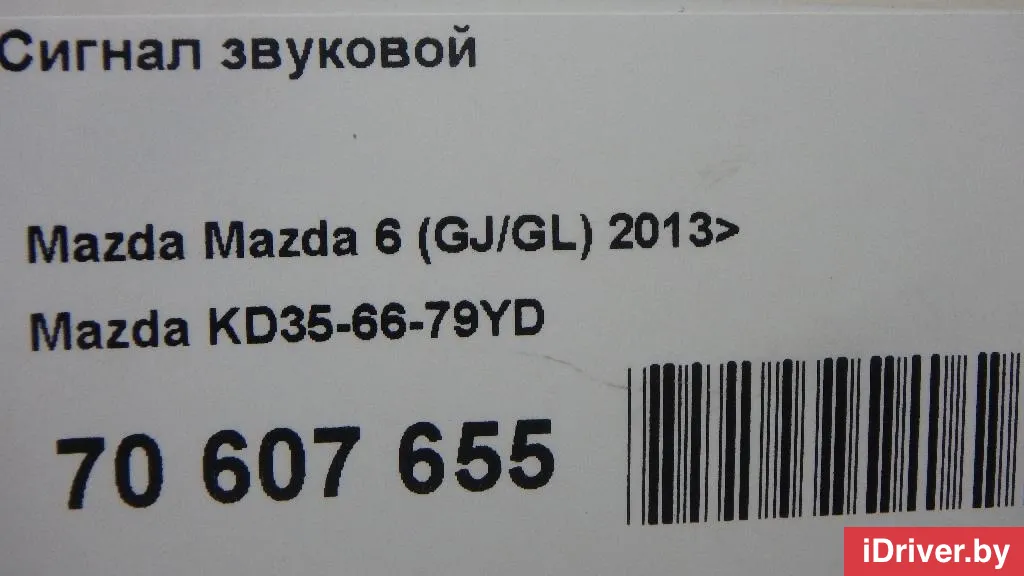 Сигнал звуковой
Mazda Mazda 6 (GJ/GL) 2013>
Mazda KD35-66-79YD
70 607 655
iDriver.by